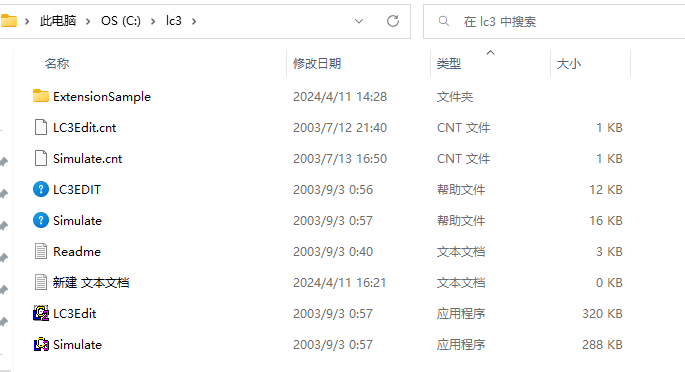 此电脑 > OS (C:) > lc3 >
在 lc3 中搜索
名称 修改日期 类型 大小
ExtensionSample 2024/4/11 14:28 文件夹
LC3Edit.cnt 2003/7/12 21:40 CNT 文件 1 KB
Simulate.cnt 2003/7/13 16:50 CNT 文件 1 KB
LC3EDIT 2003/9/3 0:56 帮助文件 12 KB
Simulate 2003/9/3 0:57 帮助文件 16 KB
Readme 2003/9/3 0:40 文本文档 3 KB
新建 文本文档 2024/4/11 16:21 文本文档 0 KB
LC3Edit 2003/9/3 0:57 应用程序 320 KB
Simulate 2003/9/3 0:57 应用程序 288 KB